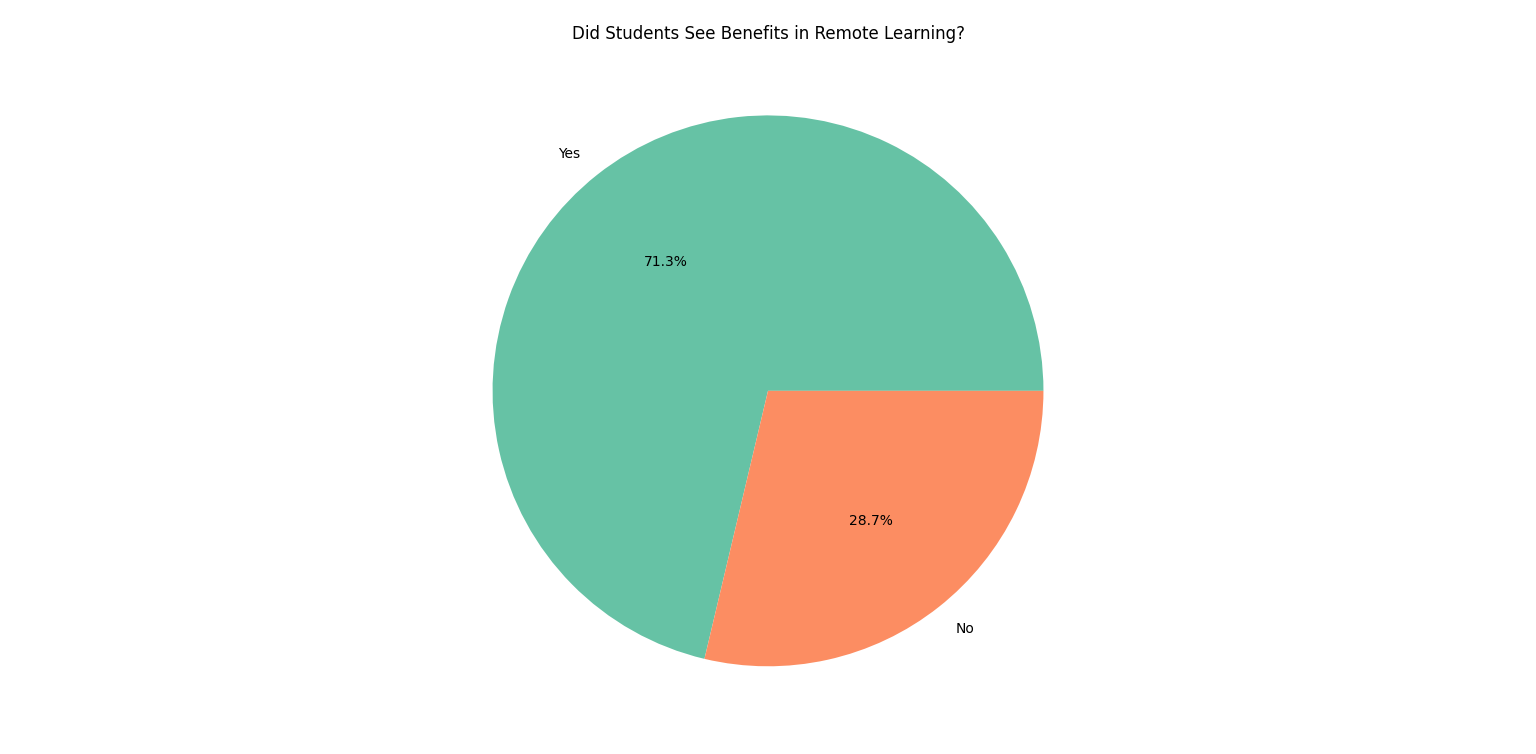 Did Students See Benefits in Remote Learning?
Yes
71.3%
28.7%
No